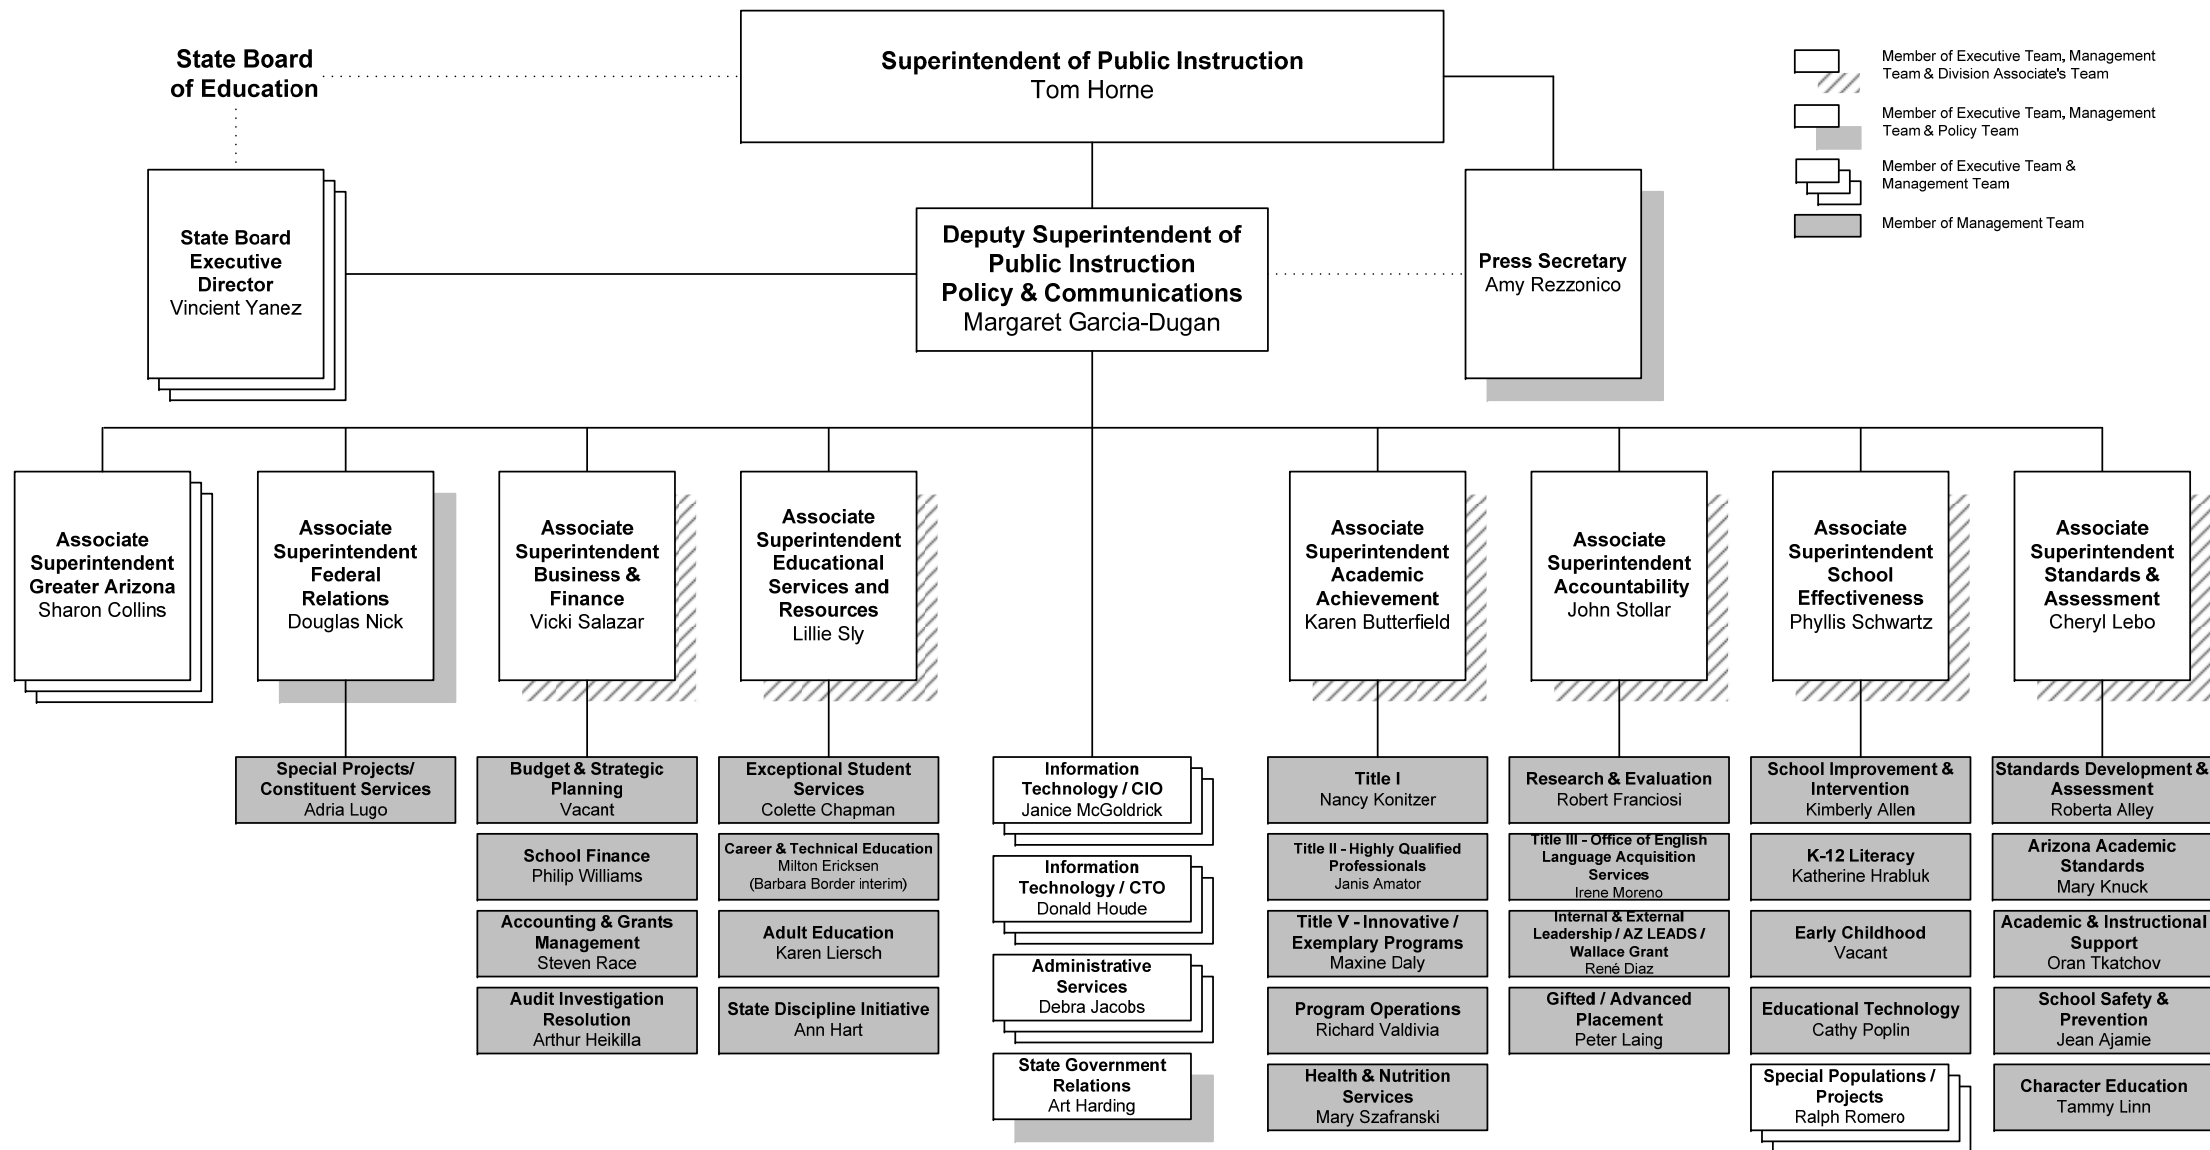 State Board
of Education
Superintendent of Public Instruction
Tom Horne
Member of Executive Team, Management
Team & Division Associate's Team
Member of Executive Team, Management
Team & Policy Team
Member of Executive Team &
Management Team
Member of Management Team
State Board
Executive
Director
Vincient Yanez
Deputy Superintendent of
Public Instruction
Policy & Communications
Margaret Garcia-Dugan
Press Secretary
Amy Rezzonico
Associate
Superintendent
Greater Arizona
Sharon Collins
Associate
Superintendent
Federal
Relations
Douglas Nick
Associate
Superintendent
Business &
Finance
Vicki Salazar
Associate
Superintendent
Educational
Services and
Resources
Lillie Sly
Associate
Superintendent
Academic
Achievement
Karen Butterfield
Associate
Superintendent
Accountability
John Stollar
Associate
Superintendent
School
Effectiveness
Phyllis Schwartz
Associate
Superintendent
Standards &
Assessment
Cheryl Lebo
Special Projects/
Constituent Services
Adria Lugo
Budget & Strategic
Planning
Vacant
School Finance
Philip Williams
Accounting & Grants
Management
Steven Race
Audit Investigation
Resolution
Arthur Heikilla
Exceptional Student
Services
Colette Chapman
Career & Technical Education
Milton Ericksen
(Barbara Border interim)
Adult Education
Karen Liersch
State Discipline Initiative
Ann Hart
Information
Technology / CIO
Janice McGoldrick
Information
Technology / CTO
Donald Houde
Administrative
Services
Debra Jacobs
State Government
Relations
Art Harding
Title I
Nancy Konitzer
Title II - Highly Qualified
Professionals
Janis Amator
Title V - Innovative /
Exemplary Programs
Maxine Daly
Program Operations
Richard Valdivia
Health & Nutrition
Services
Mary Szafranski
Research & Evaluation
Robert Franciosi
Title III - Office of English
Language Acquisition
Services
Irene Moreno
Internal & External
Leadership / AZ LEADS /
Wallace Grant
René Diaz
Gifted / Advanced
Placement
Peter Laing
School Improvement &
Intervention
Kimberly Allen
K-12 Literacy
Katherine Hrabluk
Early Childhood
Vacant
Educational Technology
Cathy Poplin
Special Populations /
Projects
Ralph Romero
Standards Development &
Assessment
Roberta Alley
Arizona Academic
Standards
Mary Knuck
Academic & Instructional
Support
Oran Tkatchov
School Safety &
Prevention
Jean Ajamie
Character Education
Tammy Linn